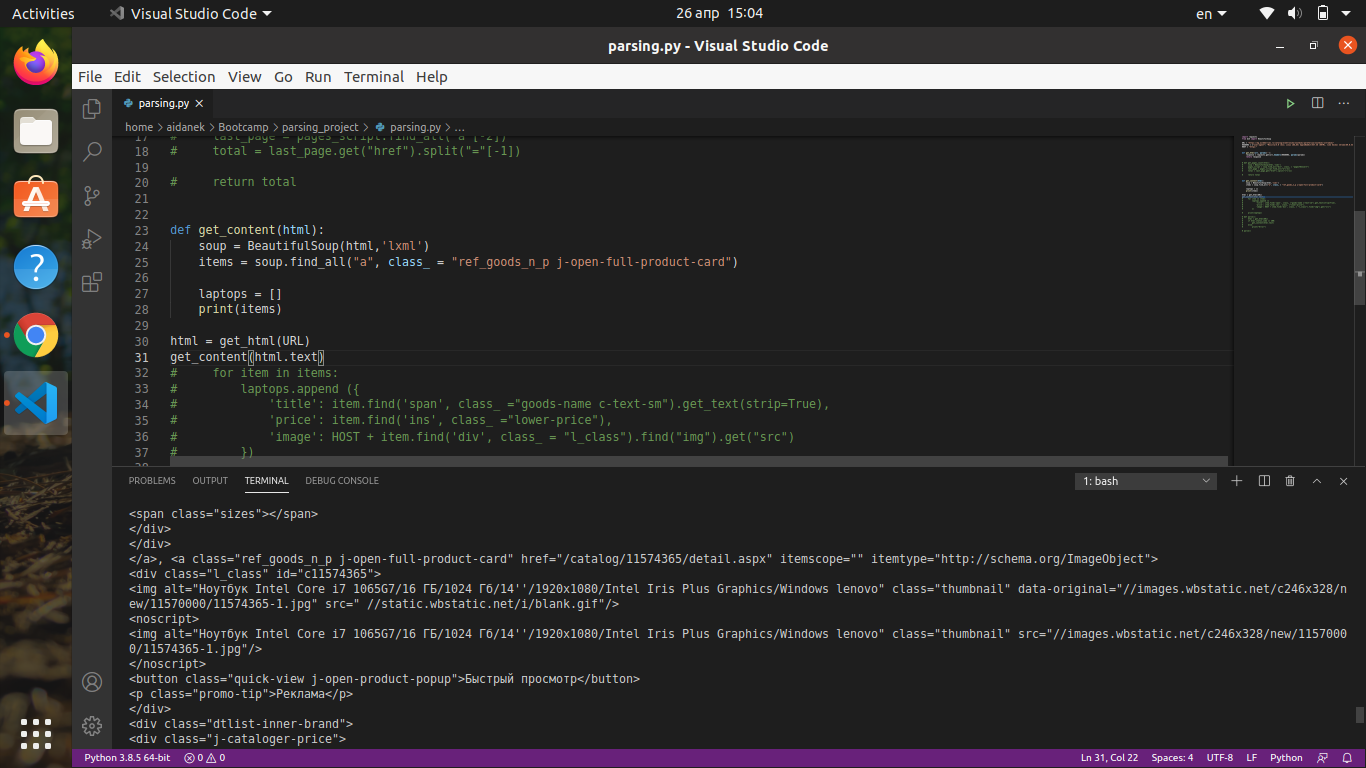 Activities
Visual Studio Code
26 апр 15:04
en
parsing.py - Visual Studio Code
File Edit Selection View Go Run Terminal Help
parsing.py
home > aidanek > Bootcamp > parsing_project > parsing.py > ...
17 #     last_page = pages_script.find_all("a"[-2])
18 #     total = last_page.get("href").split("="[-1])
19
20 #     return total
21
22
23 def get_content(html):
24     soup = BeautifulSoup(html,'lxml')
25     items = soup.find_all("a", class_ = "ref_goods_n_p j-open-full-product-card")
26
27     laptops = []
28     print(items)
29
30 html = get_html(URL)
31 get_content(html.text)
32 #     for item in items:
33 #         laptops.append ({
34 #             'title': item.find('span', class_ ="goods-name c-text-sm").get_text(strip=True),
35 #             'price': item.find('ins', class_ ="lower-price"),
36 #             'image': HOST + item.find('div', class_ = "l_class").find("img").get("src")
37 #         })
PROBLEMS OUTPUT TERMINAL DEBUG CONSOLE
1: bash
<span class="sizes"></span>
</div>
</div>
</a>, <a class="ref_goods_n_p j-open-full-product-card" href="/catalog/11574365/detail.aspx" itemscope="" itemtype="http://schema.org/ImageObject">
<div class="l_class" id="c11574365">
<img alt="Ноутбук Intel Core i7 1065G7/16 ГБ/1024 Гб/14''/1920x1080/Intel Iris Plus Graphics/Windows lenovo" class="thumbnail" data-original="//images.wbstatic.net/c246x328/n
ew/11570000/11574365-1.jpg" src=" //static.wbstatic.net/i/blank.gif"/>
<noscript>
<img alt="Ноутбук Intel Core i7 1065G7/16 ГБ/1024 Гб/14''/1920x1080/Intel Iris Plus Graphics/Windows lenovo" class="thumbnail" src="//images.wbstatic.net/c246x328/new/1157000
0/11574365-1.jpg"/>
</noscript>
<button class="quick-view j-open-product-popup">Быстрый просмотр</button>
<p class="promo-tip">Реклама</p>
</div>
<div class="dtlist-inner-brand">
<div class="j-cataloger-price">
Python 3.8.5 64-bit 0 0 Ln 31, Col 22 Spaces: 4 UTF-8 LF Python